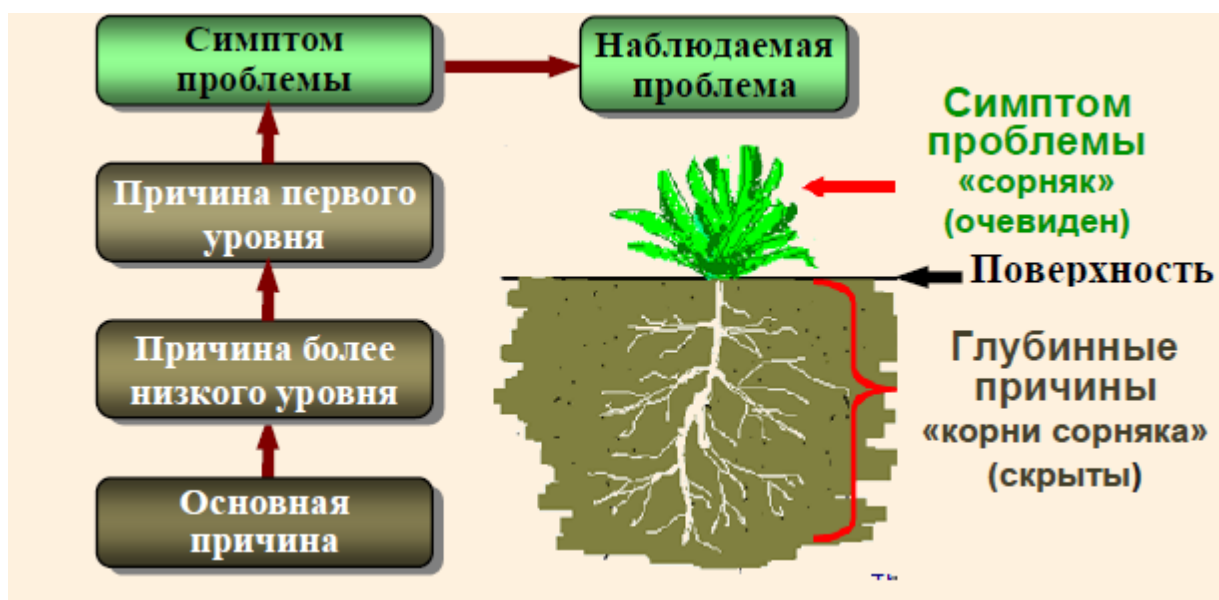 Симптом
проблемы
Наблюдаемая
проблема
Причина первого
уровня
Причина более
низкого уровня
Основная
причина
Симптом
проблемы
«сорняк»
(очевиден)
Поверхность
Глубинные
причины
«корни сорняка»
(скрыты)